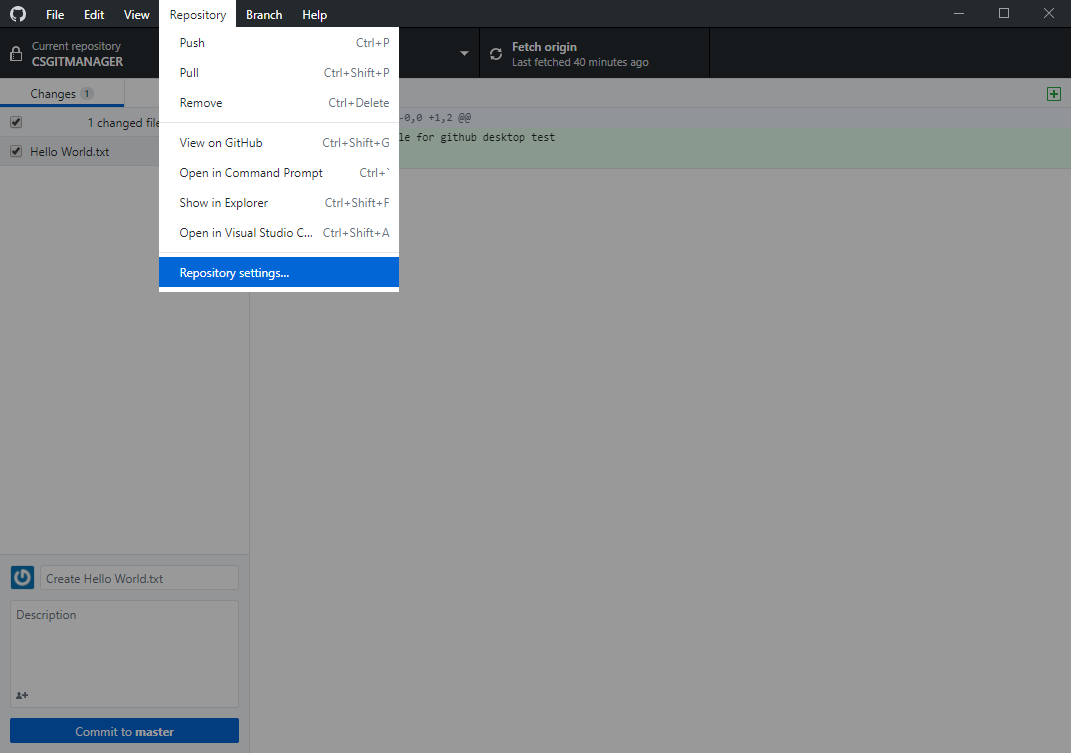 File Edit View Repository Branch Help
Current repository
CSGITMANAGER
Fetch origin
Last fetched 40 minutes ago
Push Ctrl+P
Pull Ctrl+Shift+P
Remove Ctrl+Delete
View on GitHub Ctrl+Shift+G
Open in Command Prompt Ctrl+`
Show in Explorer Ctrl+Shift+F
Open in Visual Studio C... Ctrl+Shift+A
Repository settings...
Changes 1
1 changed file
Hello World.txt
-0,0 +1,2 @@
le for github desktop test
Create Hello World.txt
Description
Commit to master